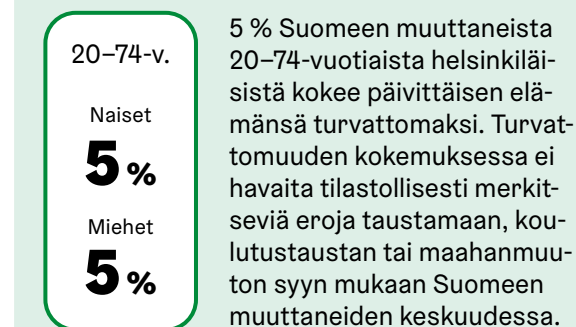 20–74-v.
Naiset
5 %
Miehet
5 %
5 % Suomeen muuttaneista
20–74-vuotiaista helsinkiläi-
sistä kokee päivittäisen elä-
mänsä turvattomaksi. Turvat-
tomuuden kokemuksessa ei
havaita tilastollisesti merkit-
seviä eroja taustamaan, kou-
lutustaustan tai maahanmuu-
ton syyn mukaan Suomeen
muuttaneiden keskuudessa.